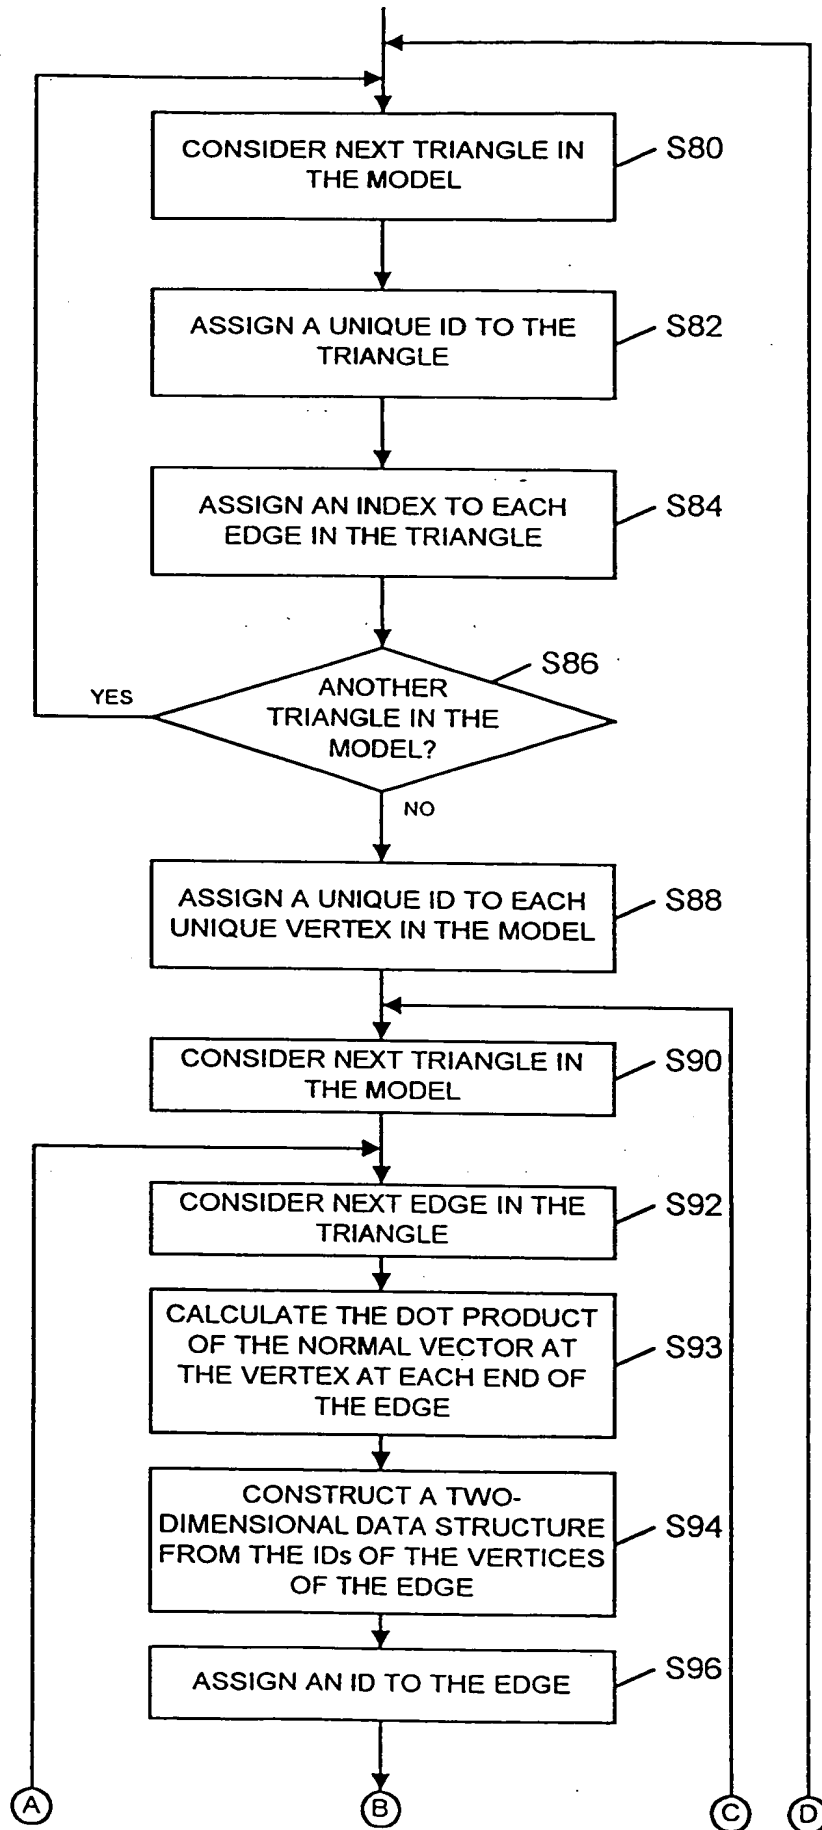 CONSIDER NEXT TRIANGLE IN
THE MODEL
S80
ASSIGN A UNIQUE ID TO THE
TRIANGLE
S82
ASSIGN AN INDEX TO EACH
EDGE IN THE TRIANGLE
S84
S86
YES
ANOTHER
TRIANGLE IN THE
MODEL?
NO
ASSIGN A UNIQUE ID TO EACH
UNIQUE VERTEX IN THE MODEL
S88
CONSIDER NEXT TRIANGLE IN
THE MODEL
S90
CONSIDER NEXT EDGE IN THE
TRIANGLE
S92
CALCULATE THE DOT PRODUCT
OF THE NORMAL VECTOR AT
THE VERTEX AT EACH END OF
THE EDGE
S93
CONSTRUCT A TWO-
DIMENSIONAL DATA STRUCTURE
FROM THE IDs OF THE VERTICES
OF THE EDGE
S94
ASSIGN AN ID TO THE EDGE
S96
A
B
C
D